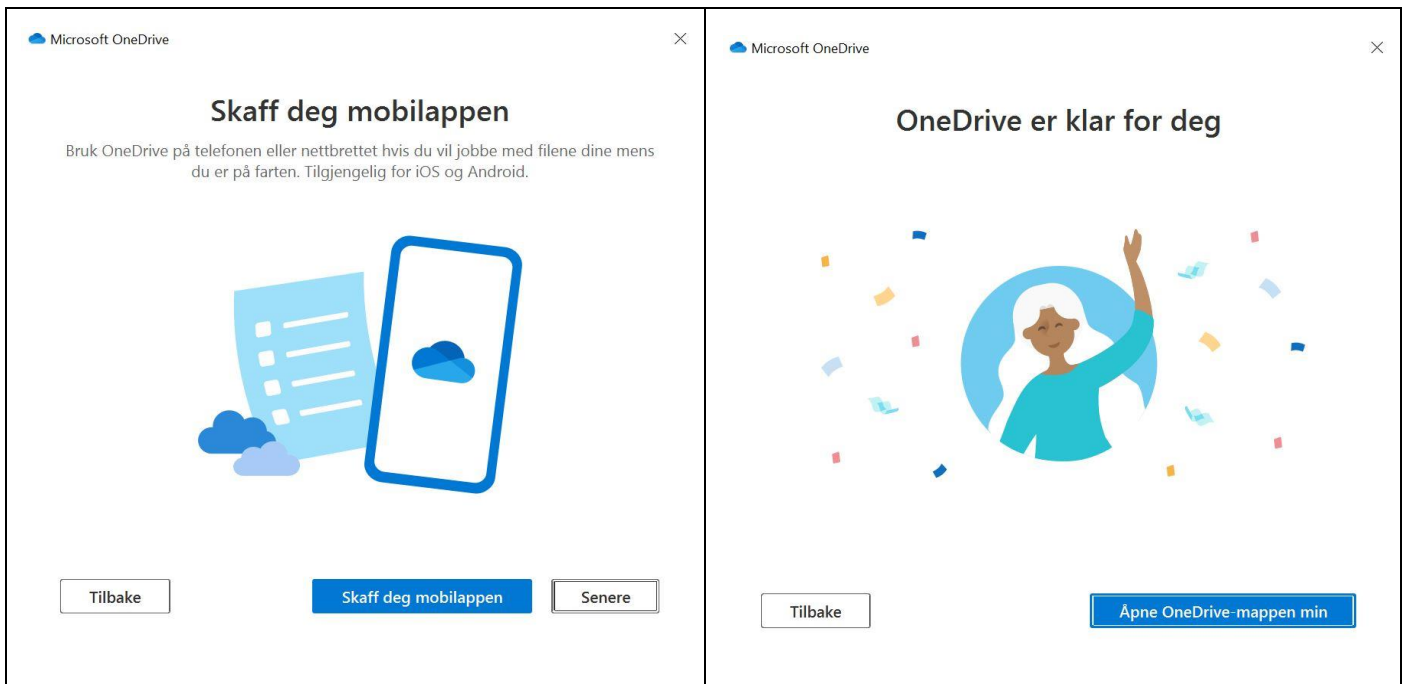 Microsoft OneDrive
Skaff deg mobilappen
Bruk OneDrive på telefonen eller nettbrettet hvis du vil jobbe med filene dine mens
du er på farten. Tilgjengelig for iOS og Android.
Tilbake
Skaff deg mobilappen
Senere
Microsoft OneDrive
OneDrive er klar for deg
Tilbake
Åpne OneDrive-mappen min